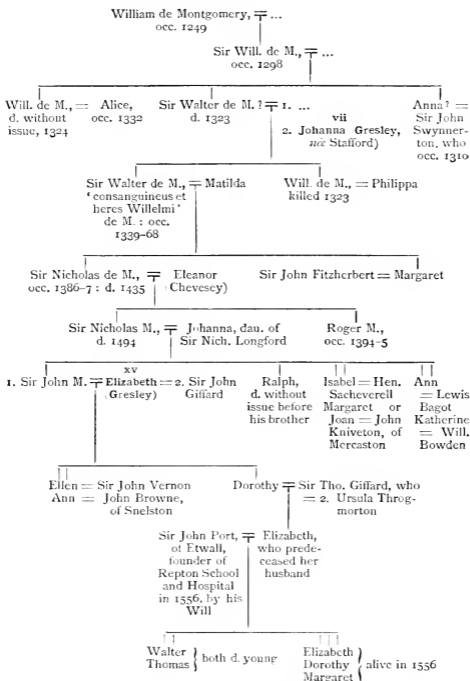 William de Montgomery, = ...
occ. 1249
Sir Will. de M., = ...
occ. 1298
Will. de M., = Alice, Sir Walter de M. ? = 1. ... Anna? =
d. without occ. 1332 d. 1323 vii Sir John
issue, 1324 2. Johanna Gresley, Swynner-
née Stafford) ton, who
occ. 1310
Sir Walter de M., = Matilda Will. de M., = Philippa
‘consanguineus et killed 1323
heres Willelmi’
de M.: occ.
1339-68
Sir Nicholas de M., = Eleanor Sir John Fitzherbert = Margaret
occ. 1386-7: d. 1435 Chevesey)
Sir Nicholas M., = Johanna, dau. of Roger M.,
d. 1494 Sir Nich. Longford occ. 1394-5
xv
1. Sir John M. = Elizabeth = 2. Sir John Ralph, Isabel = Hen. Ann
Gresley) Giffard d. without Sacheverell = Lewis
issue before Margaret or Bagot
his brother Joan = John Katherine
Kniveton, of = Will.
Mercaston Bowden
Ellen = Sir John Vernon Dorothy = Sir Tho. Giffard, who
Ann = John Browne, = 2. Ursula Throg-
of Snelston morton
Sir John Port, = Elizabeth,
of Etwall, who prede-
founder of ceased her
Repton School husband
and Hospital
in 1556, by his
Will
Walter } both d. young Elizabeth }
Thomas Dorothy } alive in 1556
Margaret